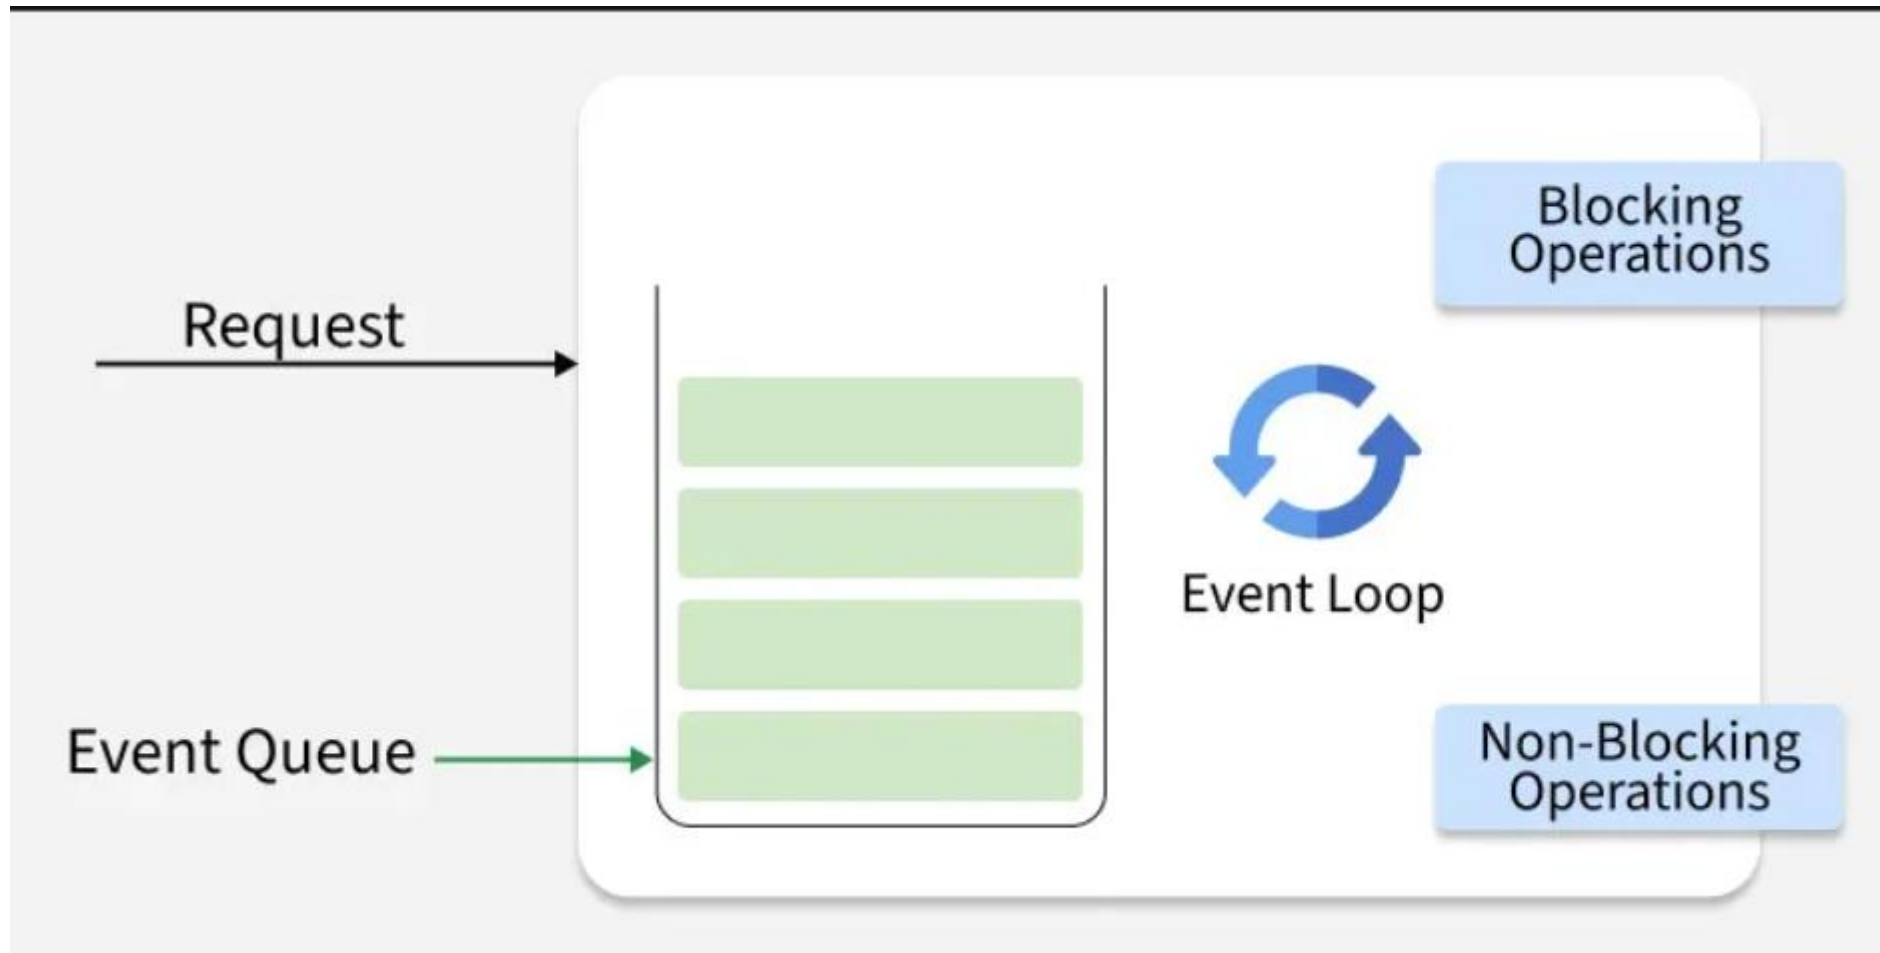 Blocking
Operations
Request
Event Loop
Event Queue
Non-Blocking
Operations